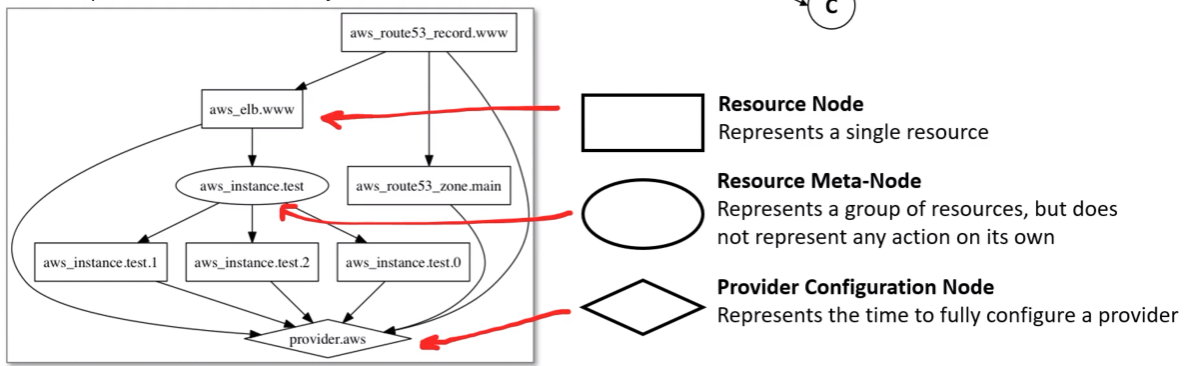 C
aws_route53_record.www
aws_elb.www
aws_instance.test
aws_route53_zone.main
aws_instance.test.1
aws_instance.test.2
aws_instance.test.0
provider.aws
Resource Node
Represents a single resource
Resource Meta-Node
Represents a group of resources, but does
not represent any action on its own
Provider Configuration Node
Represents the time to fully configure a provider